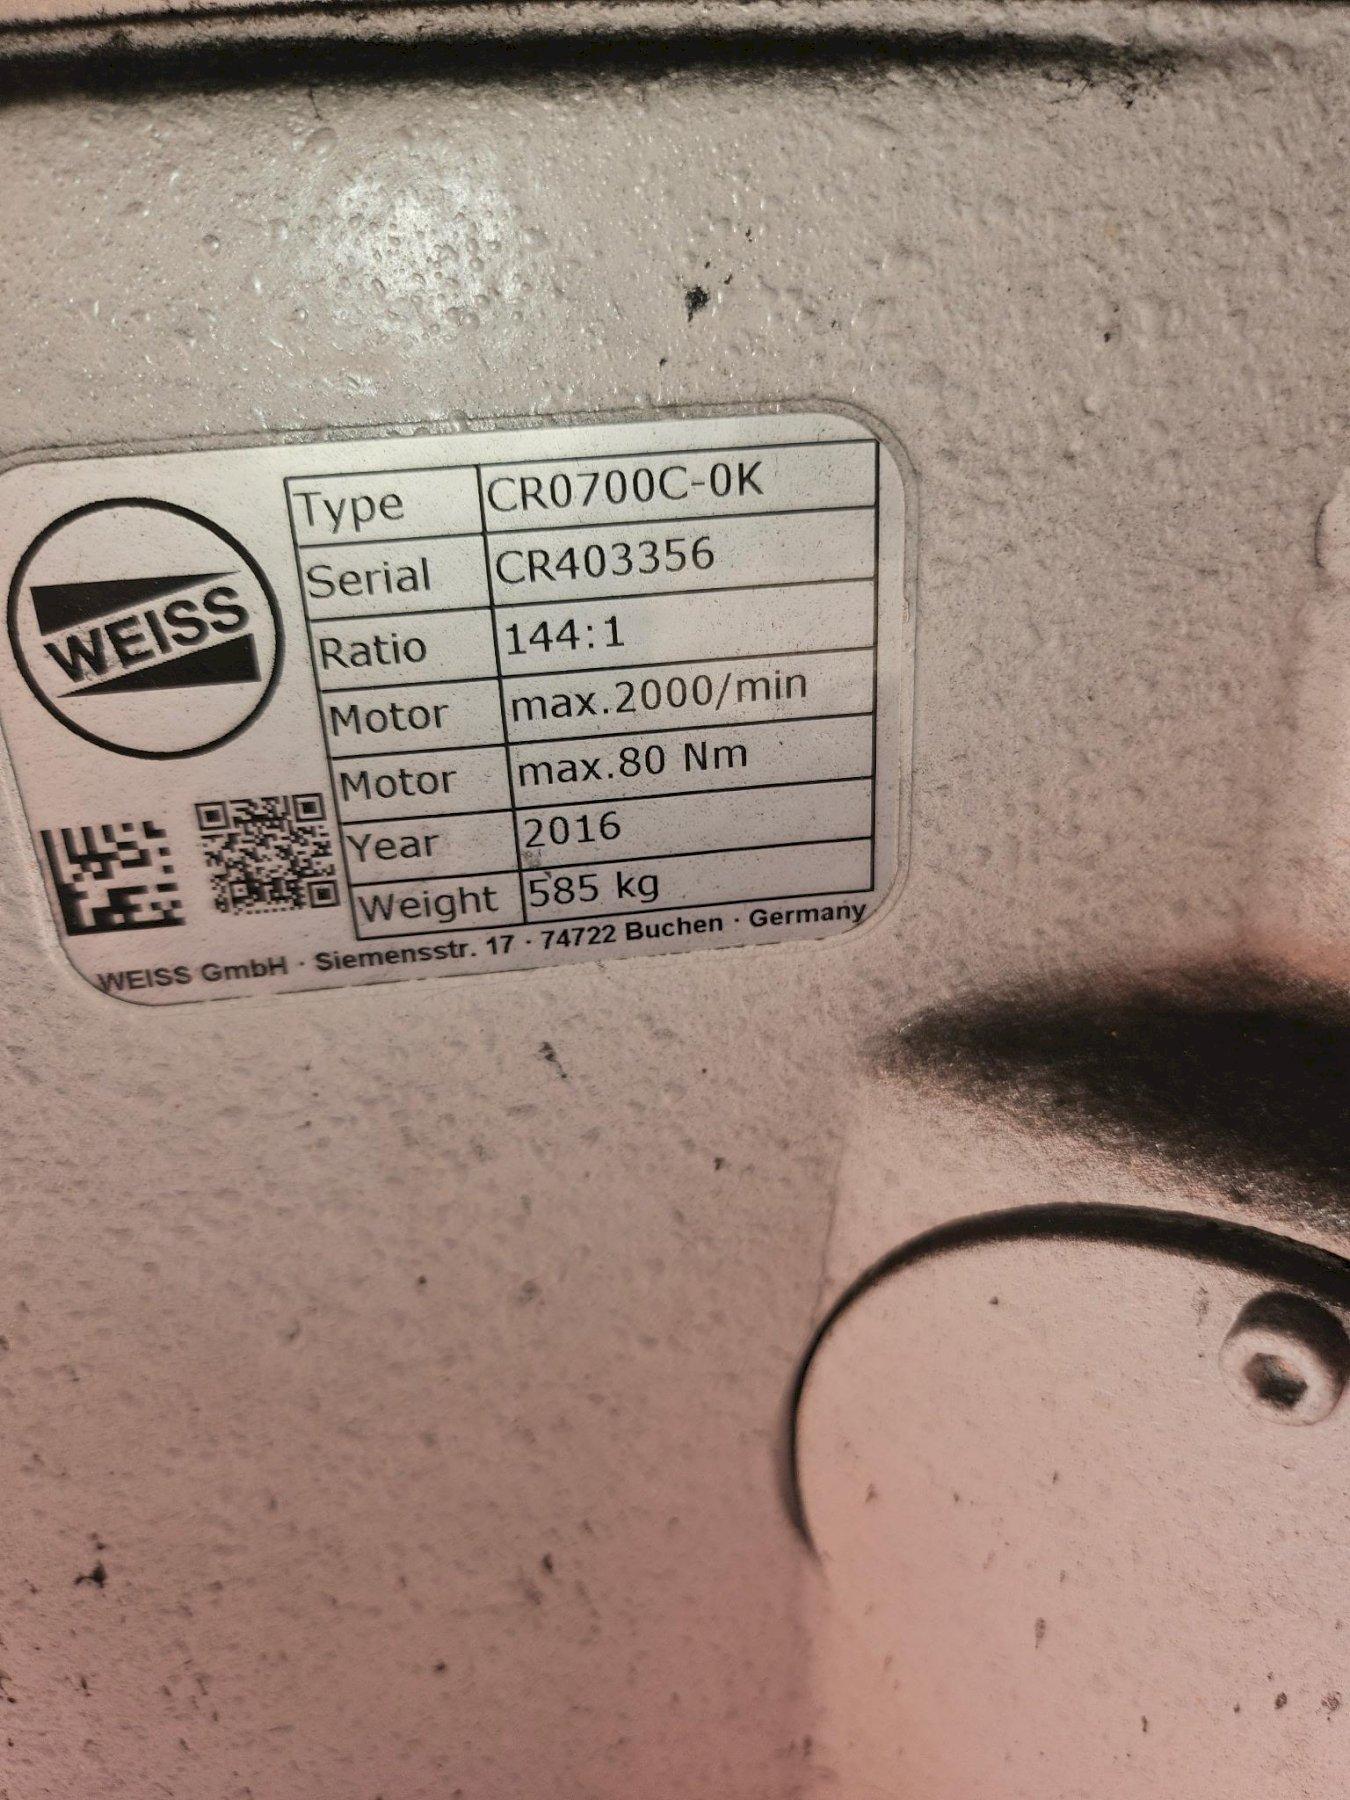 WEISS
Type CR0700C-0K
Serial CR403356
Ratio 144:1
Motor max.2000/min
Motor max.80 Nm
Year 2016
Weight 585 kg
WEISS GmbH · Siemensstr. 17 · 74722 Buchen · Germany